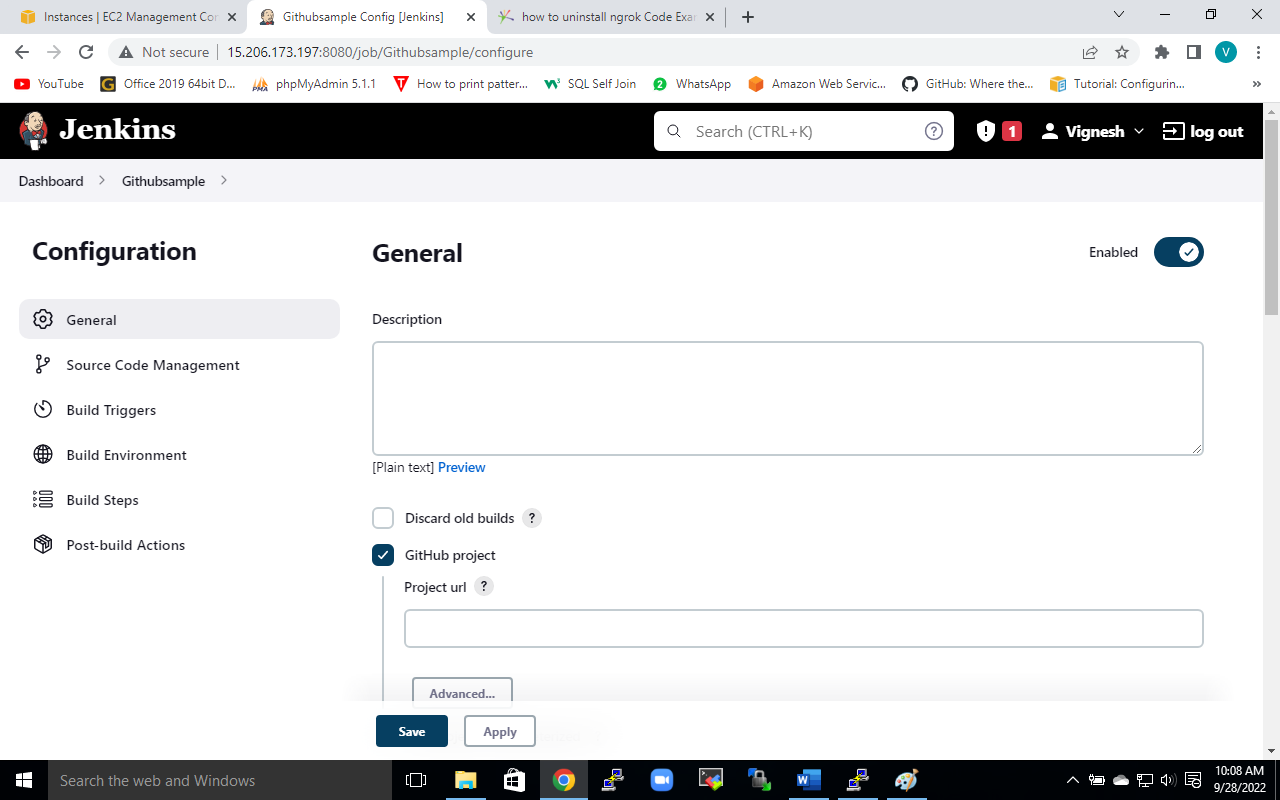 Instances | EC2 Management Con
Githubsample Config [Jenkins]
how to uninstall ngrok Code Exam
Not secure
15.206.173.197:8080/job/Githubsample/configure
V
YouTube
Office 2019 64bit D...
phpMyAdmin 5.1.1
How to print patter...
SQL Self Join
WhatsApp
Amazon Web Servic...
GitHub: Where the...
Tutorial: Configurin...
»
Jenkins
Search (CTRL+K)
?
1
Vignesh
log out
Dashboard
Githubsample
Configuration
General
Source Code Management
Build Triggers
Build Environment
Build Steps
Post-build Actions
General
Enabled
Description
[Plain text] Preview
Discard old builds ?
GitHub project
Project url ?
Advanced...
Save
Apply
Search the web and Windows
10:08 AM
9/28/2022